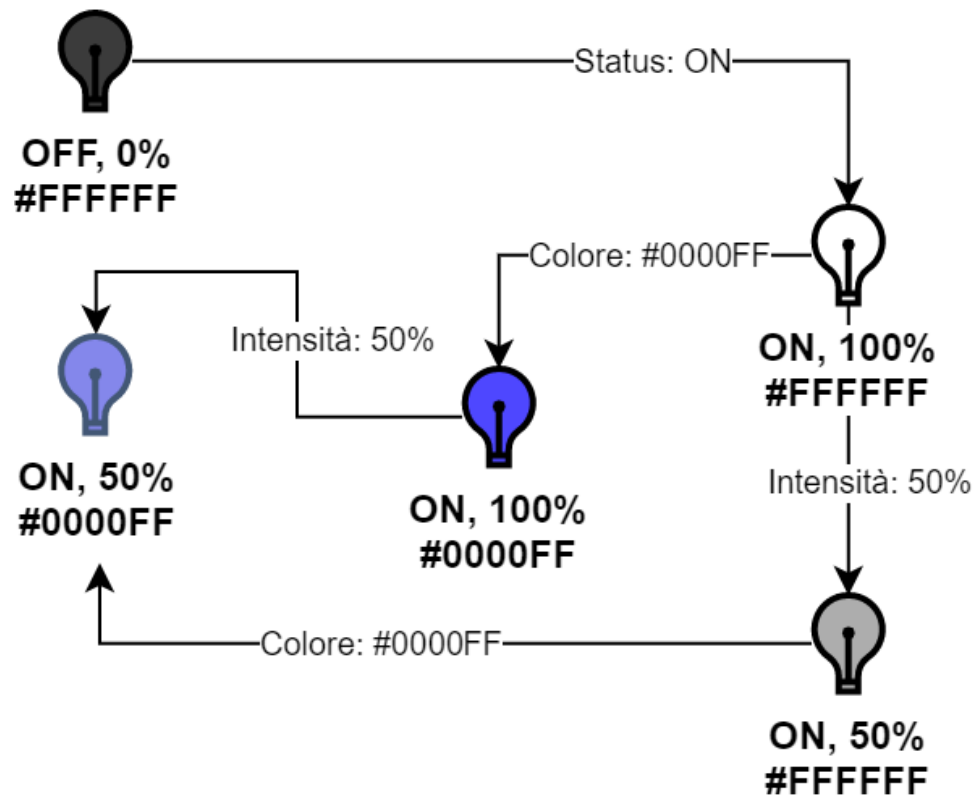 Status: ON
OFF, 0%
#FFFFFF
Colore: #0000FF
Intensità: 50%
ON, 100%
#FFFFFF
ON, 50%
#0000FF
ON, 100%
#0000FF
Intensità: 50%
Colore: #0000FF
ON, 50%
#FFFFFF